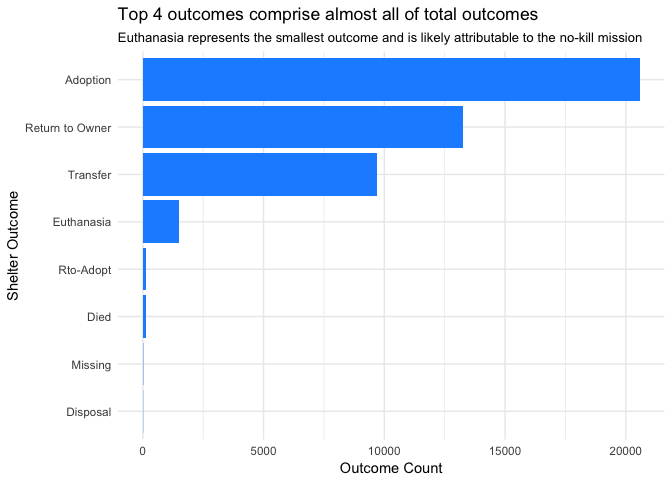 Top 4 outcomes comprise almost all of total outcomes
Euthanasia represents the smallest outcome and is likely attributable to the no-kill mission
Shelter Outcome
Adoption
Return to Owner
Transfer
Euthanasia
Rto-Adopt
Died
Missing
Disposal
0 5000 10000 15000 20000
Outcome Count